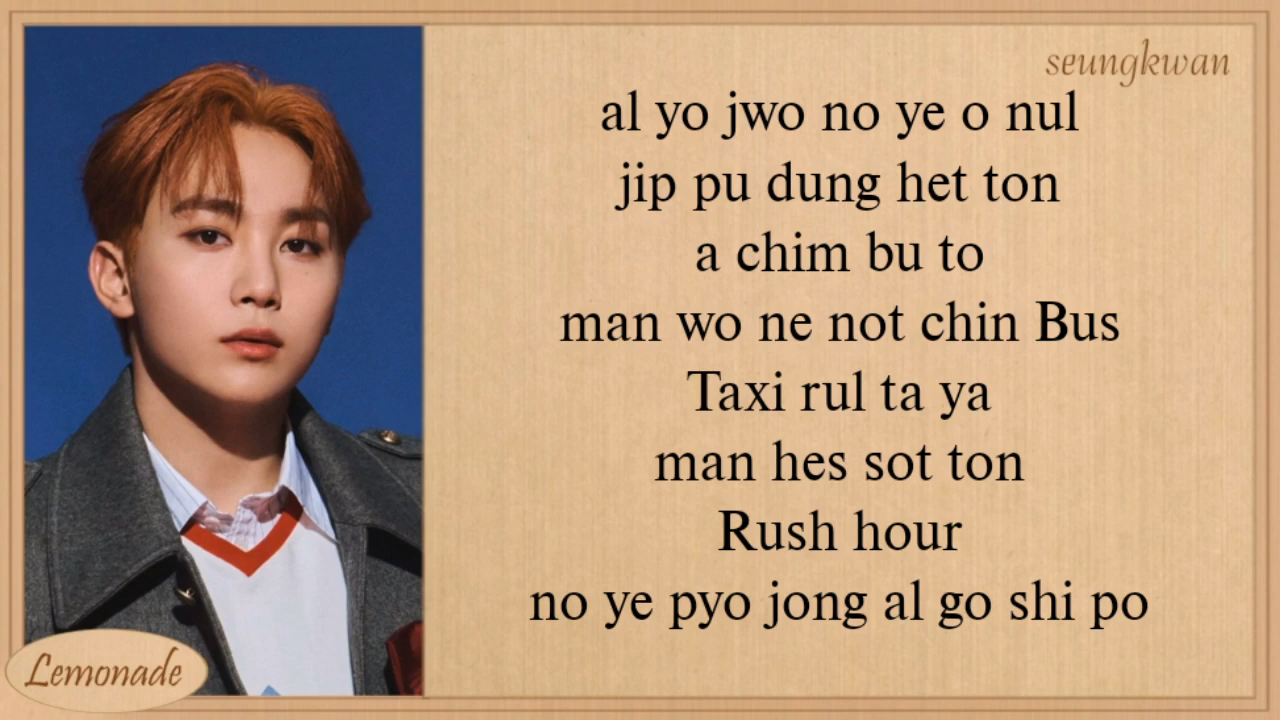 seungkwan
al yo jwo no ye o nul
jip pu dung het ton
a chim bu to
man wo ne not chin Bus
Taxi rul ta ya
man hes sot ton
Rush hour
no ye pyo jong al go shi po
Lemonade